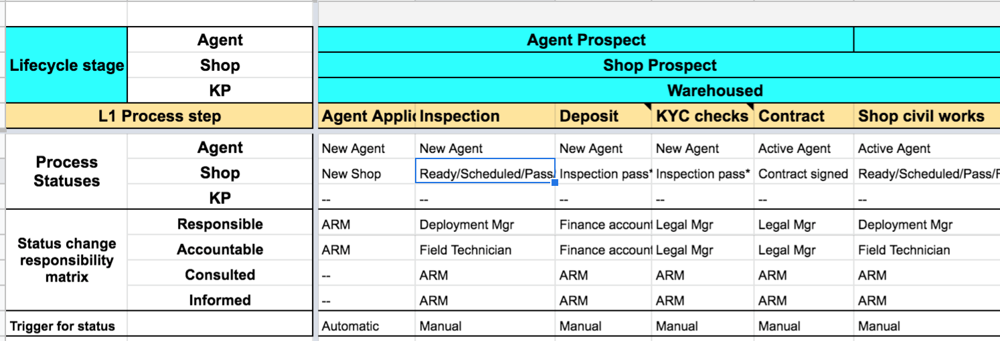 Agent Agent Prospect
Lifecycle stage Shop Shop Prospect
KP Warehoused
L1 Process step Agent Applic Inspection Deposit KYC checks Contract Shop civil works
Agent New Agent New Agent New Agent New Agent Active Agent Active Agent
Process Statuses Shop New Shop Ready/Scheduled/Pass/ Inspection pass* Inspection pass* Contract signed Ready/Scheduled/Pass/F
KP -- -- -- -- -- --
Responsible ARM Deployment Mgr Finance account Legal Mgr Legal Mgr Deployment Mgr
Status change responsibility matrix Accountable ARM Field Technician Finance account Legal Mgr Legal Mgr Field Technician
Consulted -- ARM ARM ARM ARM ARM
Informed -- ARM ARM ARM ARM ARM
Trigger for status Automatic Manual Manual Manual Manual Manual